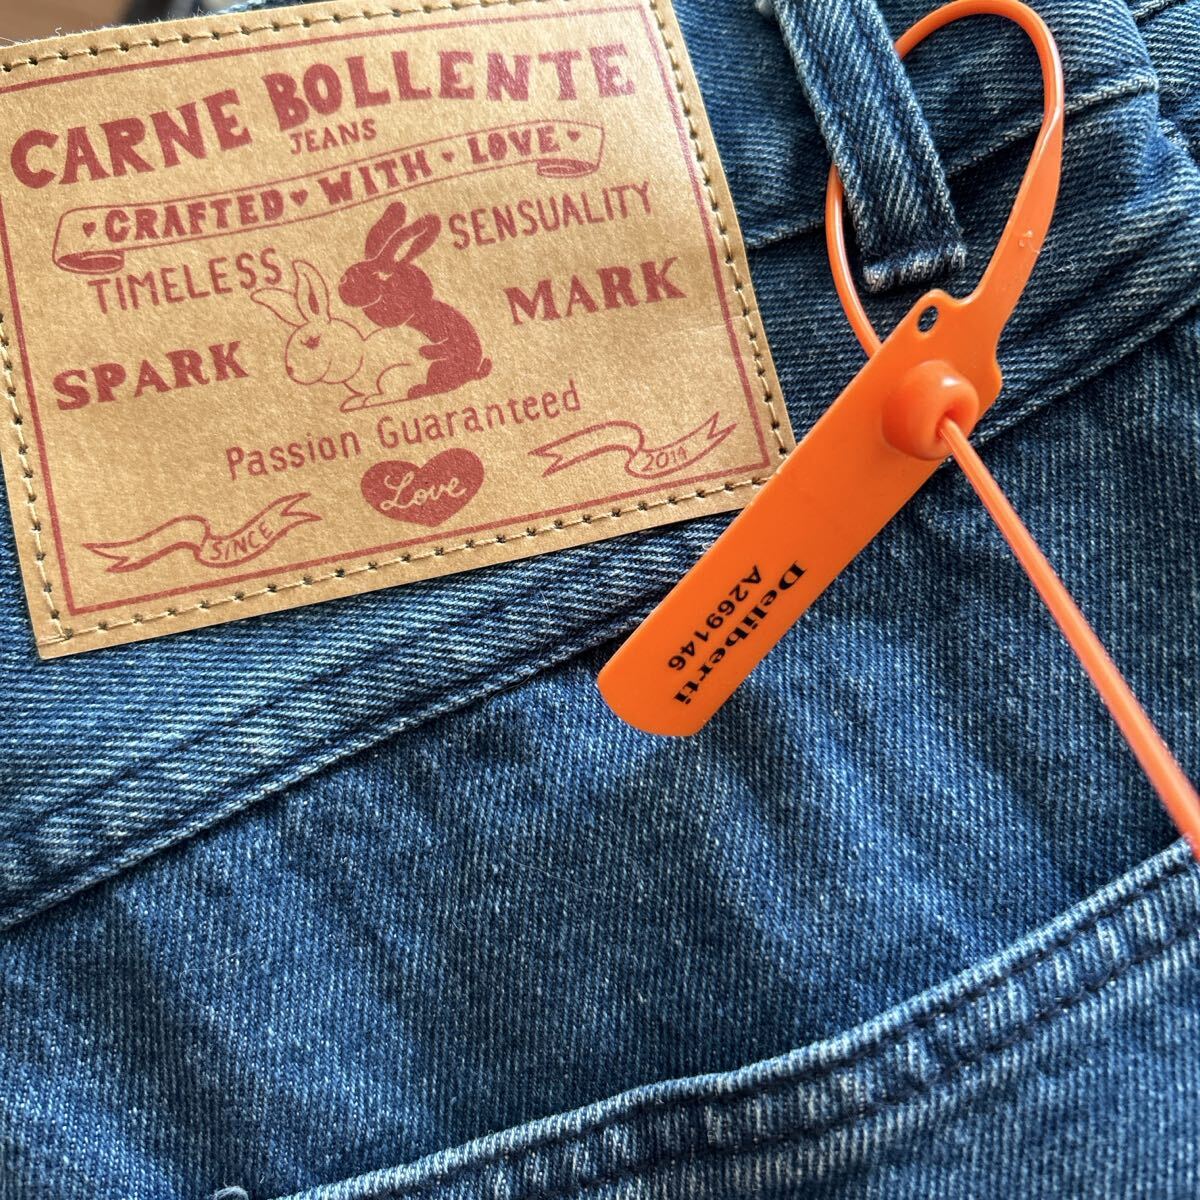 CARNE BOLLENTE
JEANS
CRAFTED WITH LOVE
TIMELESS SENSUALITY
SPARK MARK
Passion Guaranteed
Love
SINCE 2014
Deliberti
A269146